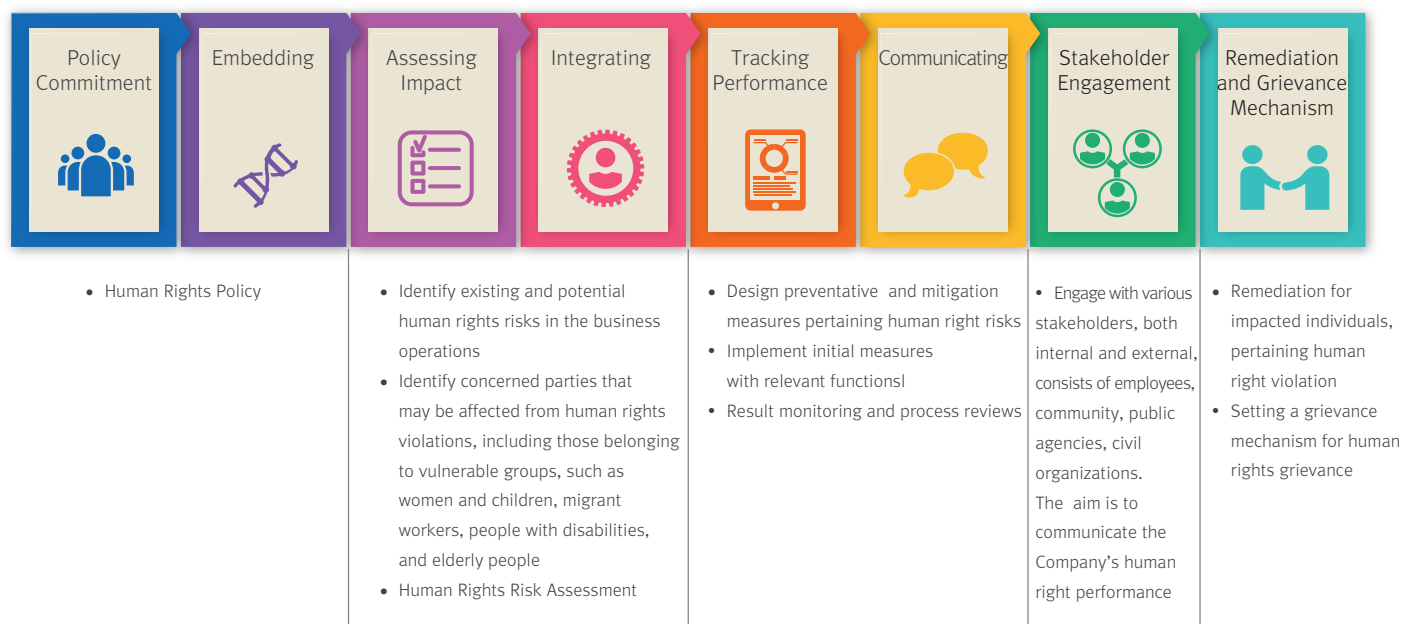 Policy
Commitment
Embedding
Assessing
Impact
Integrating
Tracking
Performance
Communicating
Stakeholder
Engagement
Remediation
and Grievance
Mechanism
• Human Rights Policy
• Identify existing and potential
human rights risks in the business
operations
• Identify concerned parties that
may be affected from human rights
violations, including those belonging
to vulnerable groups, such as
women and children, migrant
workers, people with disabilities,
and elderly people
• Human Rights Risk Assessment
• Design preventative and mitigation
measures pertaining human right risks
• Implement initial measures
with relevant functionsl
• Result monitoring and process reviews
• Engage with various
stakeholders, both
internal and external,
consists of employees,
community, public
agencies, civil
organizations.
The aim is to
communicate the
Company's human
right performance
• Remediation for
impacted individuals,
pertaining human
right violation
• Setting a grievance
mechanism for human
rights grievance